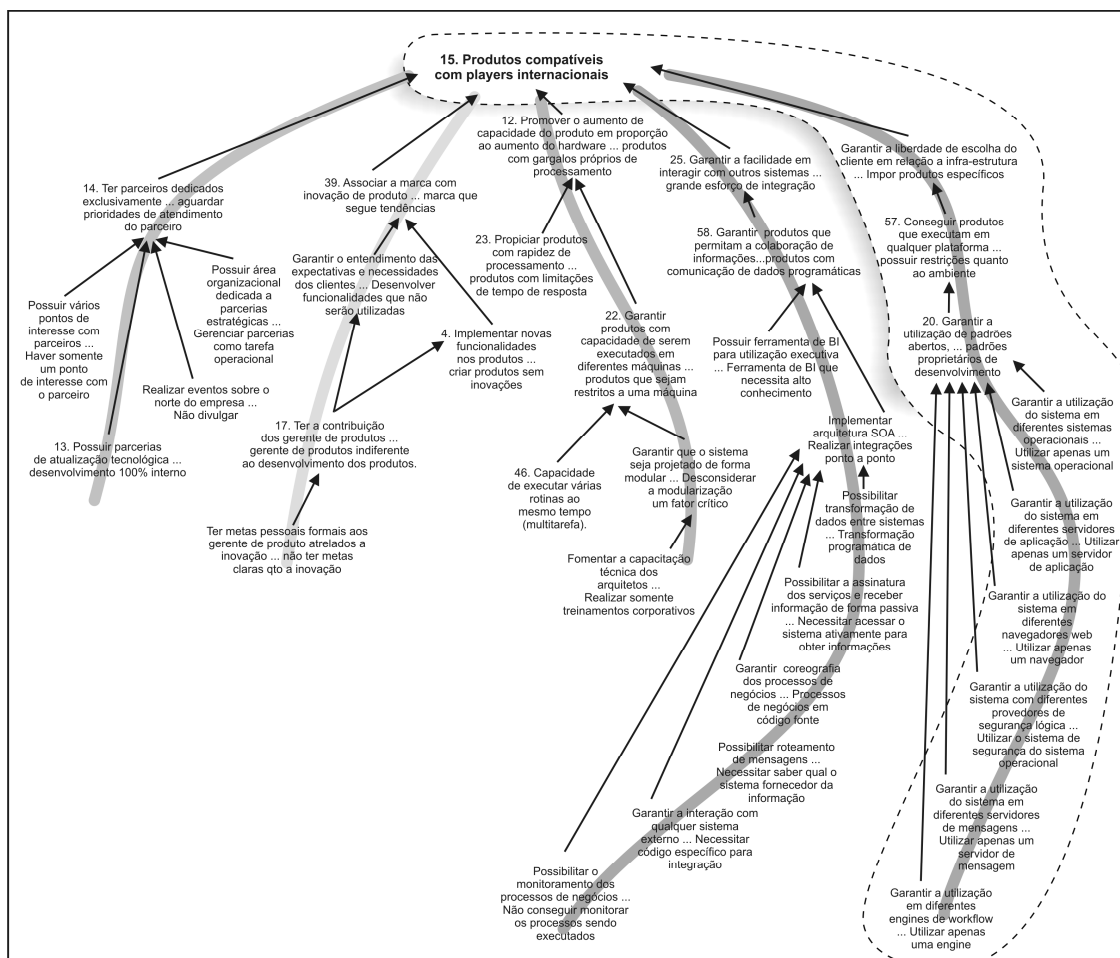 15. Produtos compatíveis
com players internacionais
12. Promover o aumento de
capacidade do produto em proporção
ao aumento do hardware ... produtos
com gargalos próprios de
processamento
25. Garantir a facilidade em
interagir com outros sistemas ...
grande esforço de integração
Garantir a liberdade de escolha do
cliente em relação a infra-estrutura
... Impor produtos específicos
14. Ter parceiros dedicados
exclusivamente ... aguardar
prioridades de atendimento
do parceiro
39. Associar a marca com
inovação de produto ... marca que
segue tendências
23. Propiciar produtos
com rapidez de
processamento ...
produtos com limitações
de tempo de resposta
58. Garantir produtos que
permitam a colaboração de
informações...produtos com
comunicação de dados programáticas
57. Conseguir produtos
que executam em
qualquer plataforma ...
possuir restrições quanto
ao ambiente
Garantir o entendimento das
expectativas e necessidades
dos clientes ... Desenvolver
funcionalidades que não
serão utilizadas
Possuir área
organizacional
dedicada a
parcerias
estratégicas ...
Gerenciar parcerias
como tarefa
operacional
Possuir vários
pontos de
interesse com
parceiros ...
Haver somente
um ponto
de interesse com
o parceiro
4. Implementar novas
funcionalidades
nos produtos ...
criar produtos sem
inovações
22. Garantir
produtos com
capacidade de serem
executados em
diferentes máquinas ...
produtos que sejam
restritos a uma máquina
Possuir ferramenta de BI
para utilização executiva
... Ferramenta de BI que
necessita alto
conhecimento
20. Garantir a
utilização de padrões
abertos, ... padrões
proprietários de
desenvolvimento
Realizar eventos sobre o
norte do empresa ...
Não divulgar
Garantir a utilização
do sistema em
diferentes sistemas
operacionais ...
Utilizar apenas um
sistema operacional
13. Possuir parcerias
de atualização tecnológica ...
desenvolvimento 100% interno
17. Ter a contribuição
dos gerente de produtos ...
gerente de produtos indiferente
ao desenvolvimento dos produtos.
Implementar
arquitetura SOA ...
Realizar integrações
ponto a ponto
46. Capacidade
de executar várias
rotinas ao
mesmo tempo
(multitarefa).
Garantir que o sistema
seja projetado de forma
modular ... Desconsiderar
a modularização
um fator crítico
Possibilitar
transformação de
dados entre sistemas
... Transformação
programática de
dados
Garantir a utilização
do sistema em
diferentes servidores
de aplicação ... Utilizar
apenas um servidor
de aplicação
Ter metas pessoais formais aos
gerente de produto atrelados a
inovação ... não ter metas
claras qto a inovação
Fomentar a capacitação
técnica dos
arquitetos ...
Realizar somente
treinamentos corporativos
Possibilitar a assinatura
dos serviços e receber
informação de forma passiva
... Necessitar acessar o
sistema ativamente para
obter informações
Garantir a utilização do
sistema em
diferentes
navegadores web
... Utilizar apenas
um navegador
Garantir coreografia
dos processos de
negócios ... Processos
de negócios em
código fonte
Garantir a utilização do
sistema com diferentes
provedores de
segurança lógica ...
Utilizar o sistema de
segurança do sistema
operacional
Possibilitar roteamento
de mensagens ...
Necessitar saber qual o
sistema fornecedor da
informação
Garantir a utilização
do sistema em
diferentes servidores
de mensagens ...
Utilizar apenas um
servidor de
mensagem
Garantir a interação com
qualquer sistema
externo ... Necessitar
código específico para
integração
Possibilitar o
monitoramento dos
processos de negócios ...
Não conseguir monitorar
os processos sendo
executados
Garantir a utilização
em diferentes
engines de workflow
... Utilizar apenas
uma engine